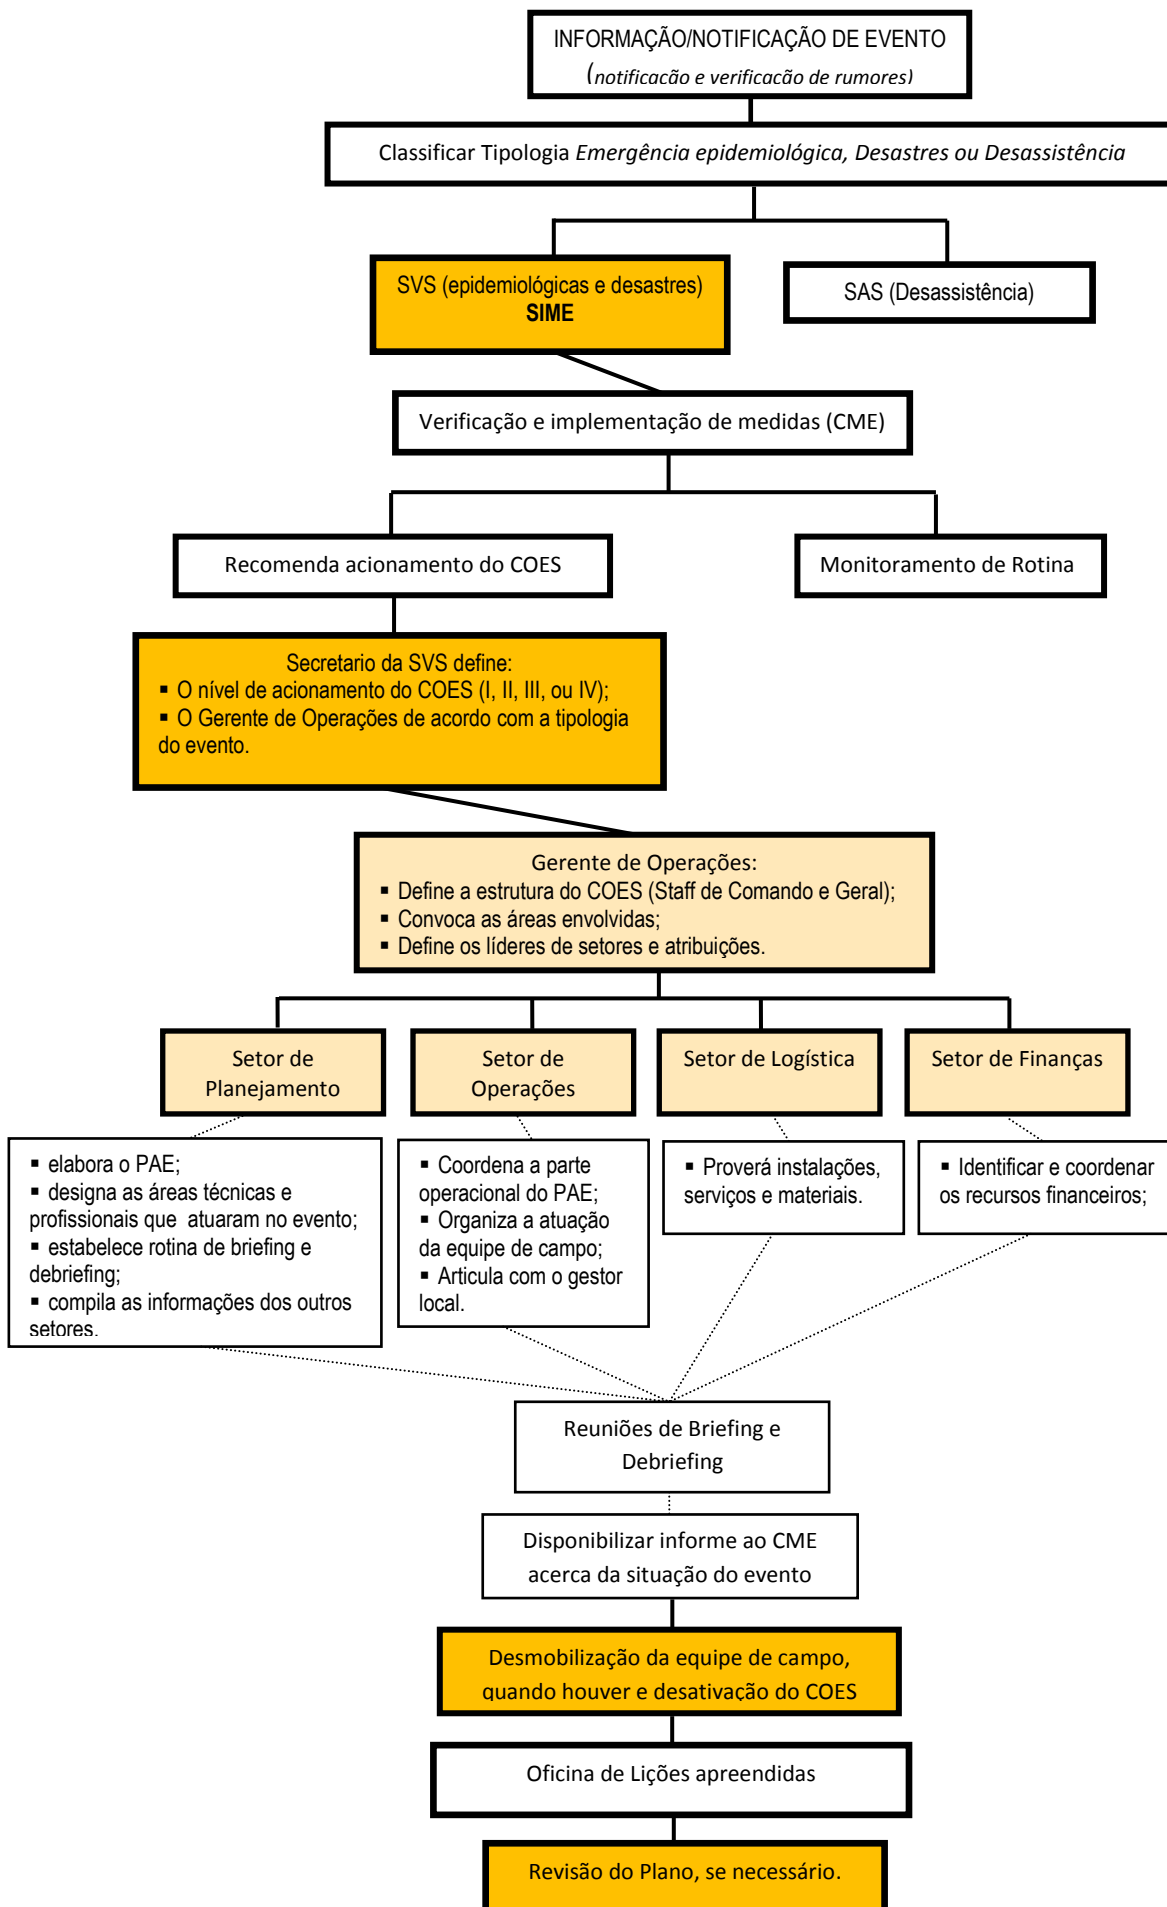 INFORMAÇÃO/NOTIFICAÇÃO DE EVENTO
(notificação e verificação de rumores)
Classificar Tipologia Emergência epidemiológica, Desastres ou Desassistência
SVS (epidemiológicas e desastres)
SIME
SAS (Desassistência)
Verificação e implementação de medidas (CME)
Recomenda acionamento do COES
Monitoramento de Rotina
Secretario da SVS define:
▪ O nível de acionamento do COES (I, II, III, ou IV);
▪ O Gerente de Operações de acordo com a tipologia
do evento.
Gerente de Operações:
▪ Define a estrutura do COES (Staff de Comando e Geral);
▪ Convoca as áreas envolvidas;
▪ Define os líderes de setores e atribuições.
Setor de
Planejamento
Setor de
Operações
Setor de Logística
Setor de Finanças
▪ elabora o PAE;
▪ designa as áreas técnicas e
profissionais que atuaram no evento;
▪ estabelece rotina de briefing e
debriefing;
▪ compila as informações dos outros
setores.
▪ Coordena a parte
operacional do PAE;
▪ Organiza a atuação
da equipe de campo;
▪ Articula com o gestor
local.
▪ Proverá instalações,
serviços e materiais.
▪ Identificar e coordenar
os recursos financeiros;
Reuniões de Briefing e
Debriefing
Disponibilizar informe ao CME
acerca da situação do evento
Desmobilização da equipe de campo,
quando houver e desativação do COES
Oficina de Lições apreendidas
Revisão do Plano, se necessário.